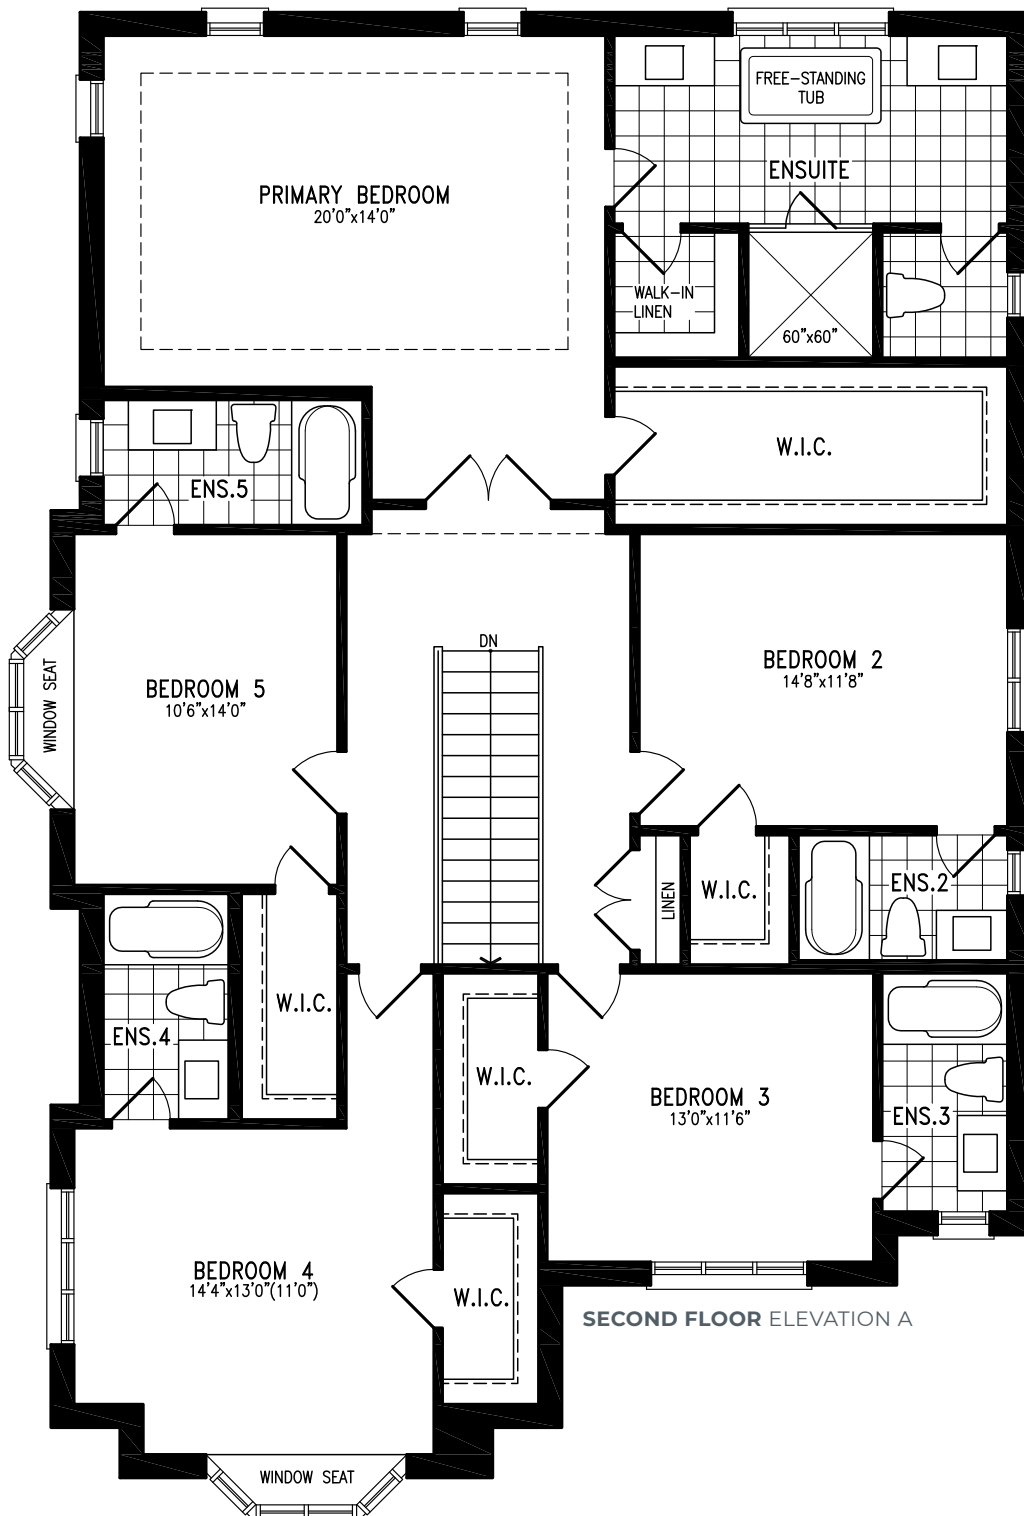 FREE-STANDING
TUB
ENSUITE
PRIMARY BEDROOM
20'0"x14'0"
WALK-IN
LINEN
60"x60"
W.I.C.
ENS.5
DN
BEDROOM 2
14'8"x11'8"
BEDROOM 5
10'6"x14'0"
WINDOW SEAT
W.I.C.
LINEN
ENS.2
W.I.C.
ENS.4
W.I.C.
BEDROOM 3
13'0"x11'6"
ENS.3
BEDROOM 4
14'4"x13'0"(11'0")
W.I.C.
SECOND FLOOR ELEVATION A
WINDOW SEAT